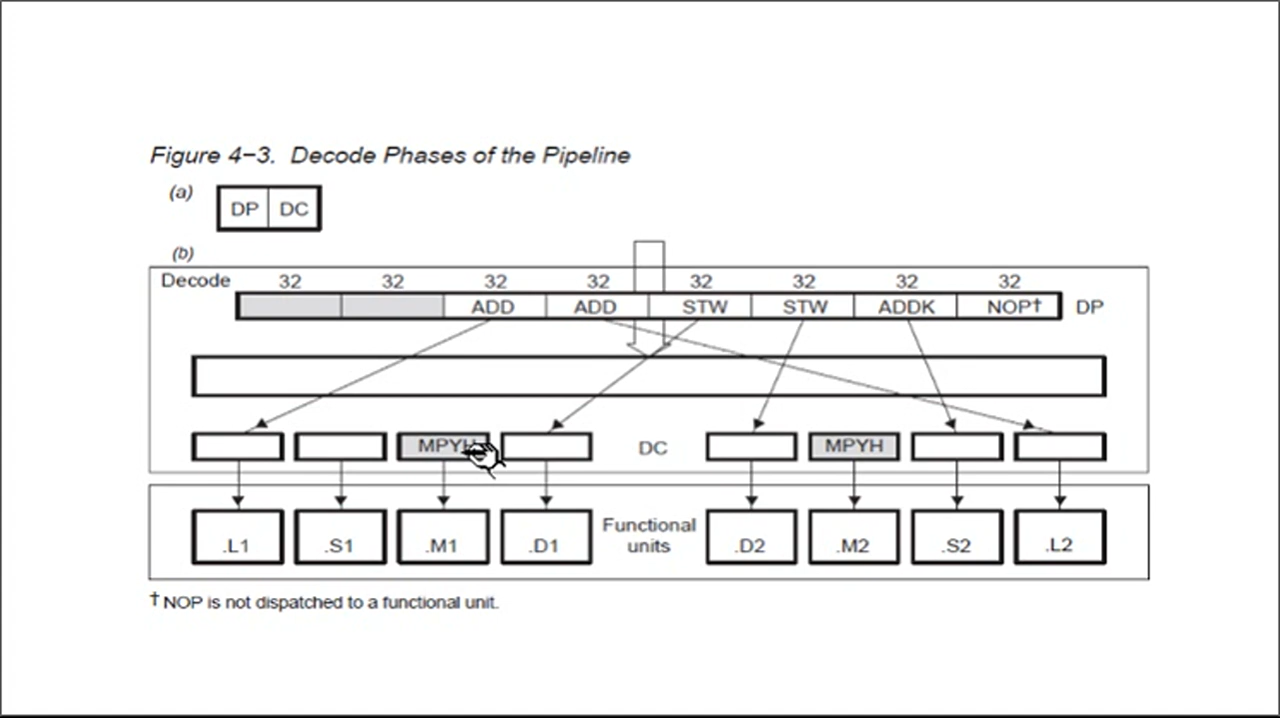 Figure 4−3. Decode Phases of the Pipeline
(a)
DP DC
(b)
Decode 32 32 32 32 32 32 32 32
ADD ADD STW STW ADDK NOP† DP
MPYH DC MPYH
.L1 .S1 .M1 .D1 Functional units .D2 .M2 .S2 .L2
† NOP is not dispatched to a functional unit.